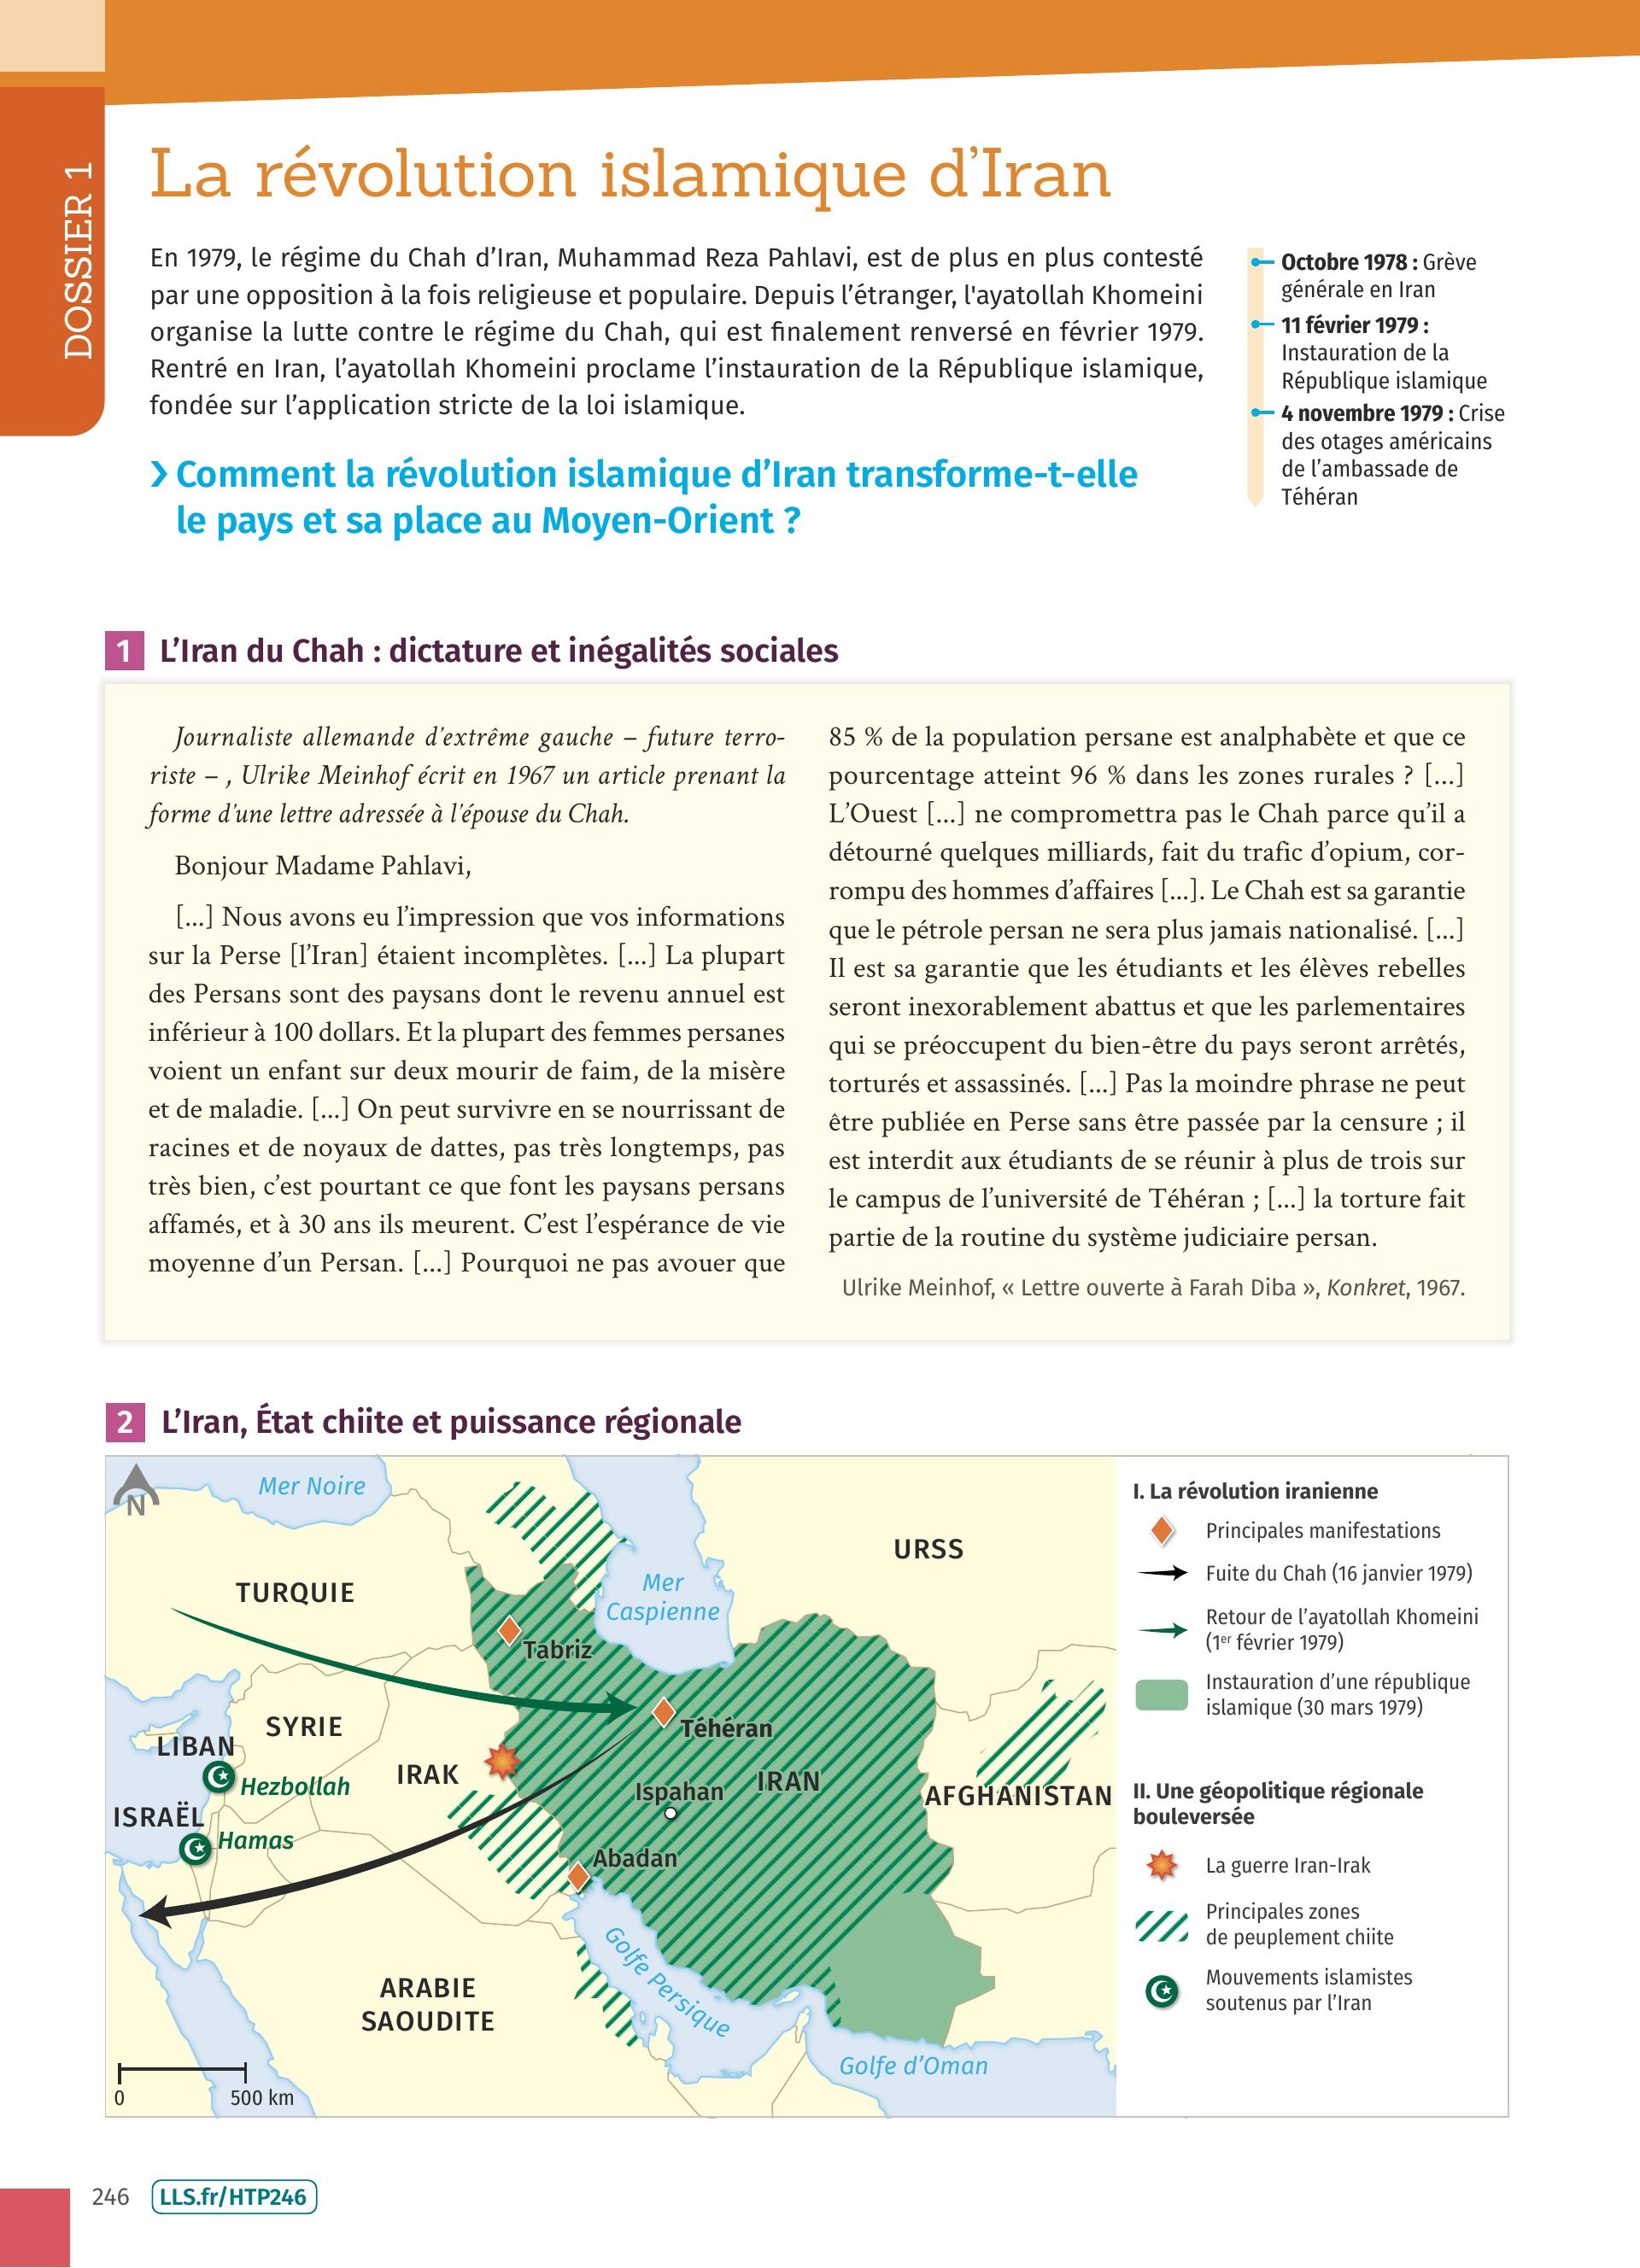 DOSSIER 1
La révolution islamique d’Iran
En 1979, le régime du Chah d’Iran, Muhammad Reza Pahlavi, est de plus en plus contesté
par une opposition à la fois religieuse et populaire. Depuis l’étranger, l'ayatollah Khomeini
organise la lutte contre le régime du Chah, qui est finalement renversé en février 1979.
Rentré en Iran, l’ayatollah Khomeini proclame l’instauration de la République islamique,
fondée sur l’application stricte de la loi islamique.
Comment la révolution islamique d’Iran transforme-t-elle
le pays et sa place au Moyen-Orient ?
Octobre 1978 : Grève
générale en Iran
11 février 1979 :
Instauration de la
République islamique
4 novembre 1979 : Crise
des otages américains
de l’ambassade de
Téhéran
1 L’Iran du Chah : dictature et inégalités sociales
Journaliste allemande d’extrême gauche – future terro-
riste – , Ulrike Meinhof écrit en 1967 un article prenant la
forme d’une lettre adressée à l’épouse du Chah.
Bonjour Madame Pahlavi,
[...] Nous avons eu l’impression que vos informations
sur la Perse [l’Iran] étaient incomplètes. [...] La plupart
des Persans sont des paysans dont le revenu annuel est
inférieur à 100 dollars. Et la plupart des femmes persanes
voient un enfant sur deux mourir de faim, de la misère
et de maladie. [...] On peut survivre en se nourrissant de
racines et de noyaux de dattes, pas très longtemps, pas
très bien, c’est pourtant ce que font les paysans persans
affamés, et à 30 ans ils meurent. C’est l’espérance de vie
moyenne d’un Persan. [...] Pourquoi ne pas avouer que
85 % de la population persane est analphabète et que ce
pourcentage atteint 96 % dans les zones rurales ? [...]
L’Ouest [...] ne compromettra pas le Chah parce qu’il a
détourné quelques milliards, fait du trafic d’opium, cor-
rompu des hommes d’affaires [...]. Le Chah est sa garantie
que le pétrole persan ne sera plus jamais nationalisé. [...]
Il est sa garantie que les étudiants et les élèves rebelles
seront inexorablement abattus et que les parlementaires
qui se préoccupent du bien-être du pays seront arrêtés,
torturés et assassinés. [...] Pas la moindre phrase ne peut
être publiée en Perse sans être passée par la censure ; il
est interdit aux étudiants de se réunir à plus de trois sur
le campus de l’université de Téhéran ; [...] la torture fait
partie de la routine du système judiciaire persan.
Ulrike Meinhof, « Lettre ouverte à Farah Diba », Konkret, 1967.
2 L’Iran, État chiite et puissance régionale
N
Mer Noire
URSS
Mer
Caspienne
TURQUIE
Tabriz
SYRIE
Téhéran
LIBAN
IRAK
Hezbollah
Ispahan
IRAN
AFGHANISTAN
ISRAËL
Hamas
Abadan
Golfe Persique
ARABIE
SAOUDITE
Golfe d’Oman
0
500 km
I. La révolution iranienne
Principales manifestations
Fuite du Chah (16 janvier 1979)
Retour de l’ayatollah Khomeini
(1er février 1979)
Instauration d’une république
islamique (30 mars 1979)
II. Une géopolitique régionale
bouleversée
La guerre Iran-Irak
Principales zones
de peuplement chiite
Mouvements islamistes
soutenus par l’Iran
246
LLS.fr/HTP246